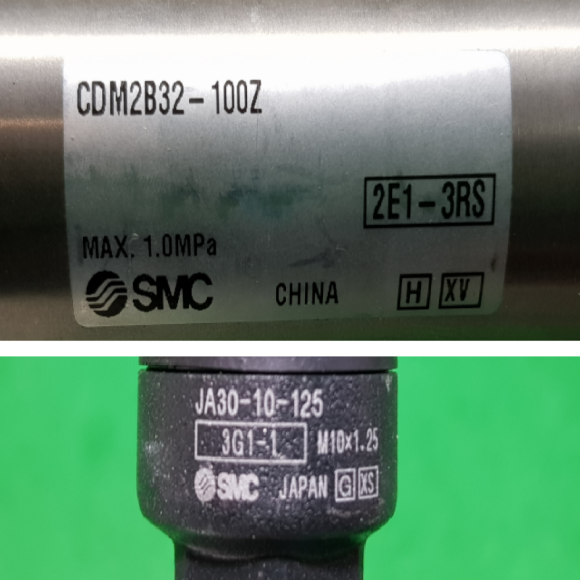 CDM2B32-100Z
2E1-3RS
MAX. 1.0MPa
SMC CHINA H XV
JA30-10-125
3G1-1 M10x1.25
SMC JAPAN G XS